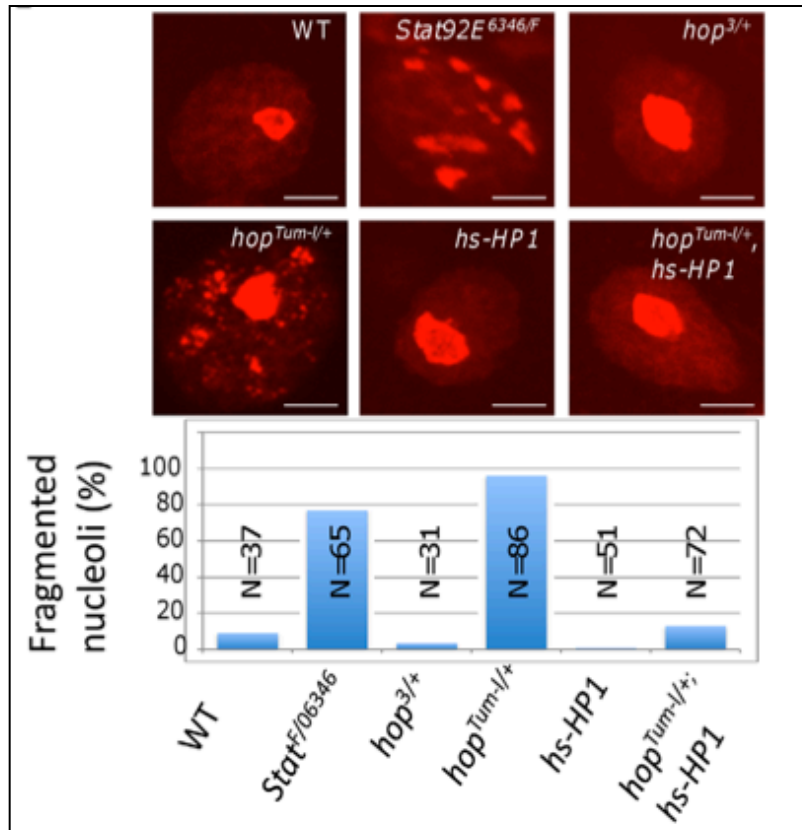 WT
Stat92E6346/F
hop3/+
hopTum-l/+
hs-HP1
hopTum-l/+,
hs-HP1
Fragmented
nucleoli (%)
100
80
60
40
20
0
N=37
N=65
N=31
N=86
N=51
N=72
WT
StatF/06346
hop3/+
hopTum-l/+
hs-HP1
hopTum-l/+;
hs-HP1